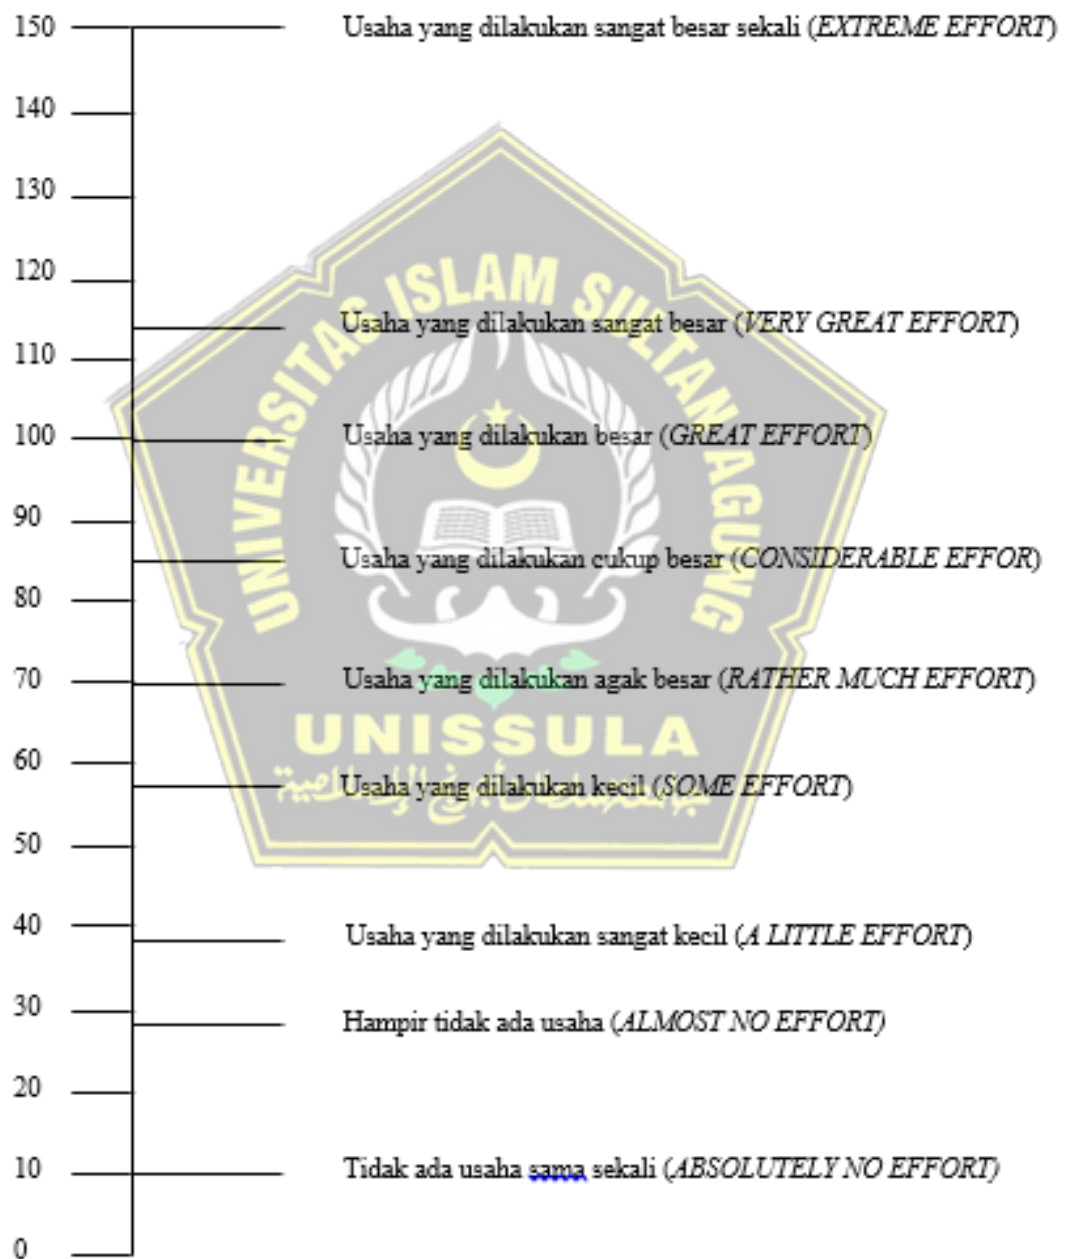 150 Usaha yang dilakukan sangat besar sekali (EXTREME EFFORT)
140
130
120
UNIVERSITAS ISLAM SULTAN AGUNG
Usaha yang dilakukan sangat besar (VERY GREAT EFFORT)
110
100 Usaha yang dilakukan besar (GREAT EFFORT)
90
Usaha yang dilakukan cukup besar (CONSIDERABLE EFFOR)
80
70 Usaha yang dilakukan agak besar (RATHER MUCH EFFORT)
UNISSULA
60
Usaha yang dilakukan kecil (SOME EFFORT)
جامعة سلطان أجونج الإسلامية
50
40 Usaha yang dilakukan sangat kecil (A LITTLE EFFORT)
30
Hampir tidak ada usaha (ALMOST NO EFFORT)
20
10 Tidak ada usaha sama sekali (ABSOLUTELY NO EFFORT)
0